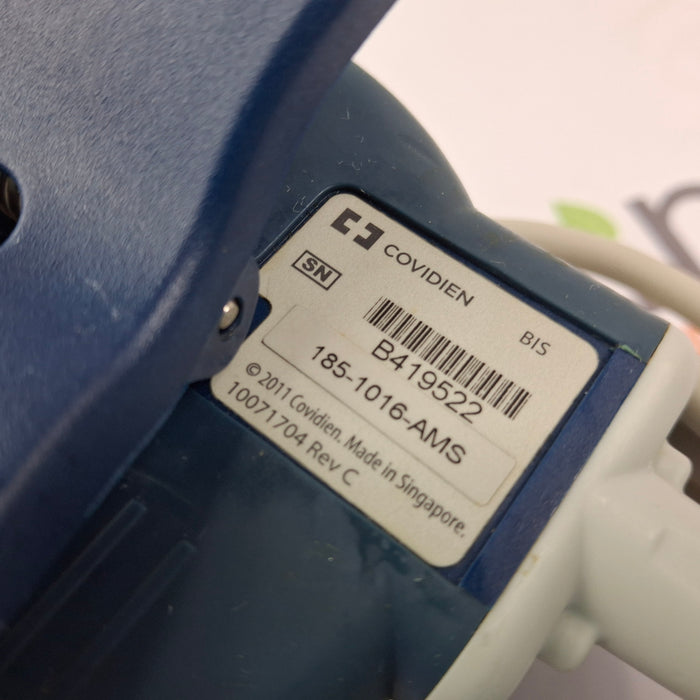 COVIDIEN
SN
BIS
B419522
185-1016-AMS
© 2011 Covidien. Made in Singapore.
10071704 Rev C